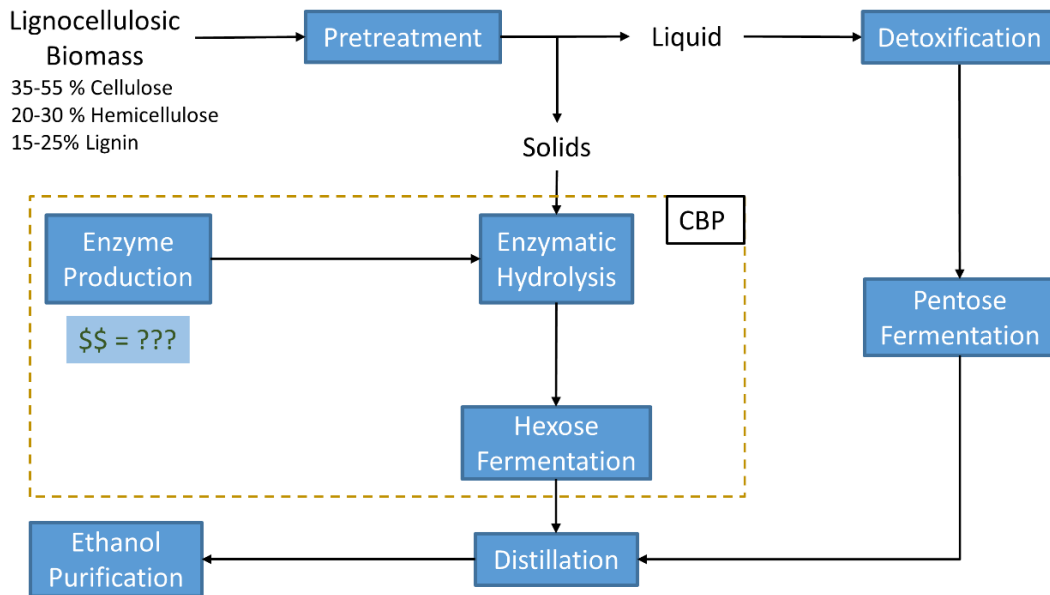 Lignocellulosic
Biomass
35-55 % Cellulose
20-30 % Hemicellulose
15-25% Lignin
Pretreatment
Liquid
Detoxification
Solids
CBP
Enzyme
Production
Enzymatic
Hydrolysis
$$ = ???
Pentose
Fermentation
Hexose
Fermentation
Ethanol
Purification
Distillation